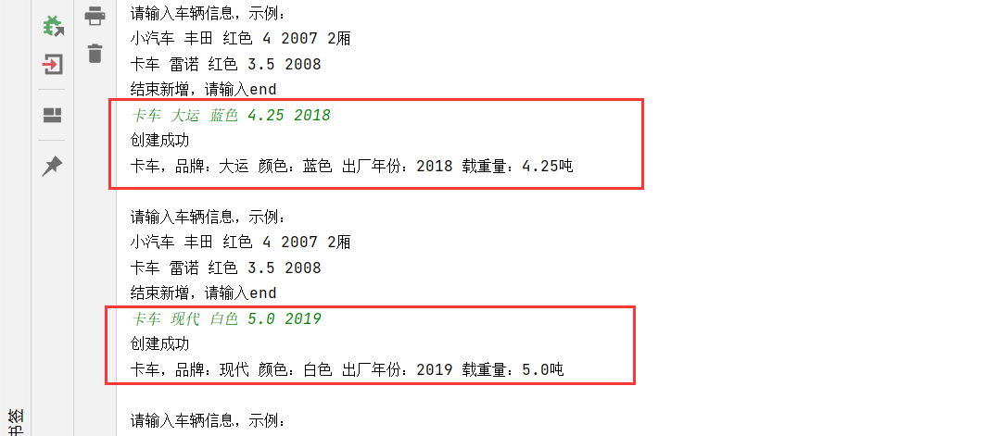 请输入车辆信息，示例：
小汽车 丰田 红色 4 2007 2厢
卡车 雷诺 红色 3.5 2008
结束新增，请输入end
卡车 大运 蓝色 4.25 2018
创建成功
卡车，品牌：大运 颜色：蓝色 出厂年份：2018 载重量：4.25吨
请输入车辆信息，示例：
小汽车 丰田 红色 4 2007 2厢
卡车 雷诺 红色 3.5 2008
结束新增，请输入end
卡车 现代 白色 5.0 2019
创建成功
卡车，品牌：现代 颜色：白色 出厂年份：2019 载重量：5.0吨
请输入车辆信息，示例：
书签